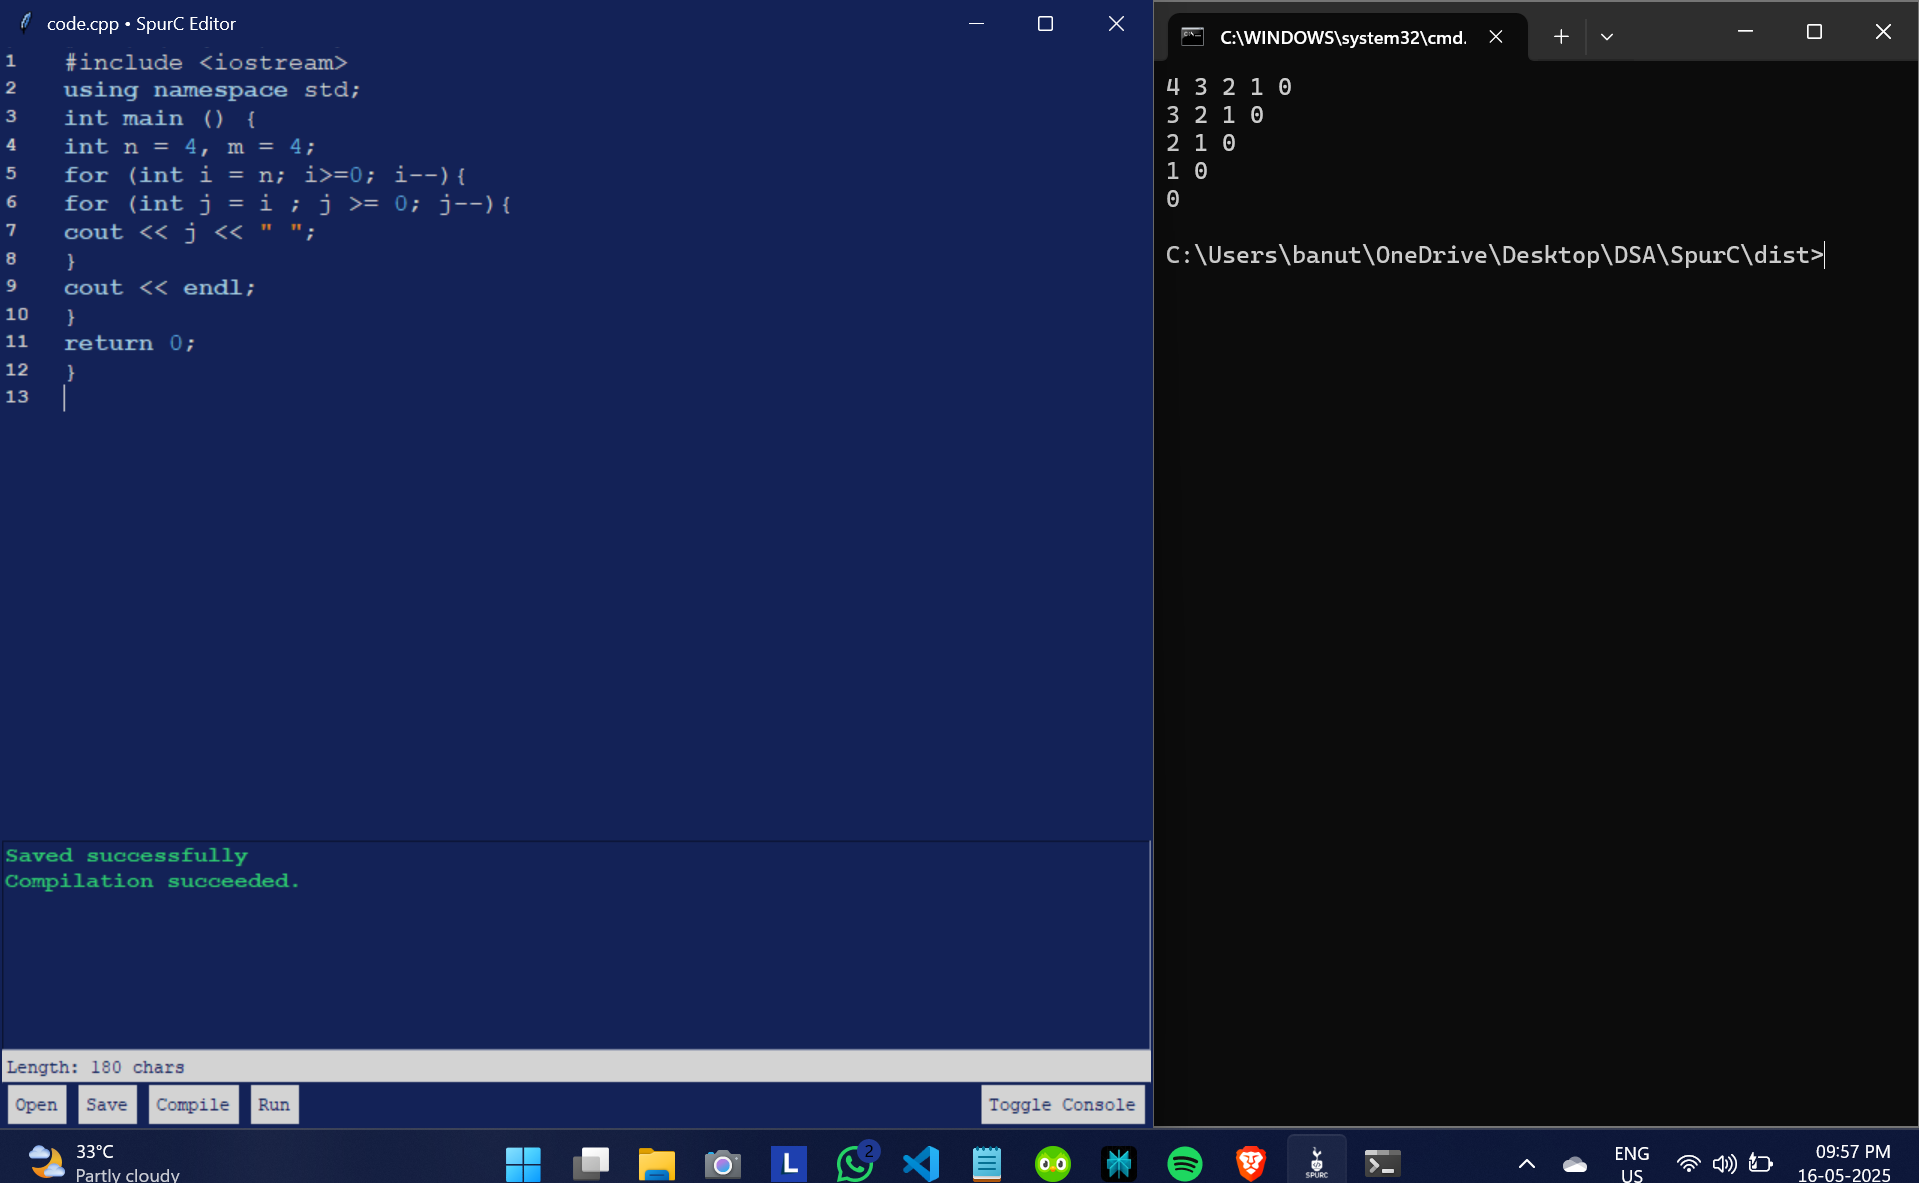 code.cpp • SpurC Editor
1 #include <iostream>
2 using namespace std;
3 int main () {
4 int n = 4, m = 4;
5 for (int i = n; i>=0; i--){
6 for (int j = i ; j >= 0; j--){
7 cout << j << " ";
8 }
9 cout << endl;
10 }
11 return 0;
12 }
13
Saved successfully
Compilation succeeded.
Length: 180 chars
Open Save Compile Run Toggle Console
C:\WINDOWS\system32\cmd.
4 3 2 1 0
3 2 1 0
2 1 0
1 0
0
C:\Users\banut\OneDrive\Desktop\DSA\SpurC\dist>
33°C
Partly cloudy
L
2
SPURC
ENG
US
09:57 PM
16-05-2025